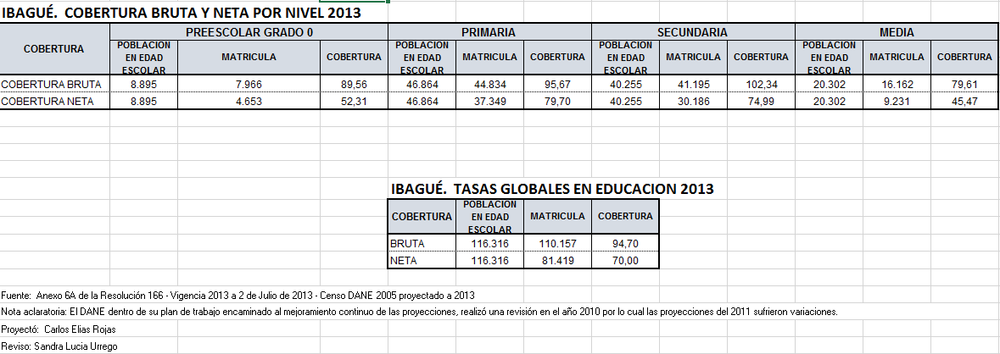 IBAGUÉ.  COBERTURA BRUTA Y NETA POR NIVEL 2013
COBERTURA PREESCOLAR GRADO 0 PRIMARIA SECUNDARIA MEDIA
POBLACION EN EDAD ESCOLAR MATRICULA COBERTURA POBLACION EN EDAD ESCOLAR MATRICULA COBERTURA POBLACION EN EDAD ESCOLAR MATRICULA COBERTURA POBLACION EN EDAD ESCOLAR MATRICULA COBERTURA
COBERTURA BRUTA 8.895 7.966 89,56 46.864 44.834 95,67 40.255 41.195 102,34 20.302 16.162 79,61
COBERTURA NETA 8.895 4.653 52,31 46.864 37.349 79,70 40.255 30.186 74,99 20.302 9.231 45,47
IBAGUÉ.  TASAS GLOBALES EN EDUCACION 2013
COBERTURA POBLACION EN EDAD ESCOLAR MATRICULA COBERTURA
BRUTA 116.316 110.157 94,70
NETA 116.316 81.419 70,00
Fuente:  Anexo 6A de la Resolución 166 - Vigencia 2013 a 2 de Julio de 2013 - Censo DANE 2005 proyectado a 2013
Nota aclaratoria: El DANE dentro de su plan de trabajo encaminado al mejoramiento continuo de las proyecciones, realizó una revisión en el año 2010 por lo cual las proyecciones del 2011 sufrieron variaciones.
Proyectó:  Carlos Elias Rojas
Reviso: Sandra Lucia Urrego